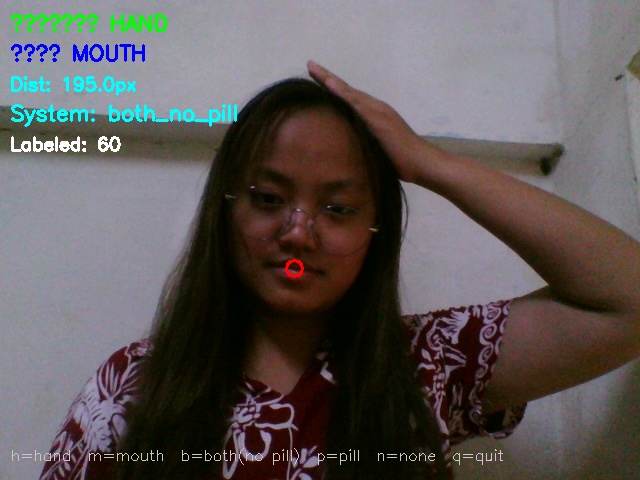 ??????? HAND
???? MOUTH
Dist: 195.0px
System: both_no_pill
Labeled: 60
h=hand m=mouth b=both(no pill) p=pill n=none q=quit